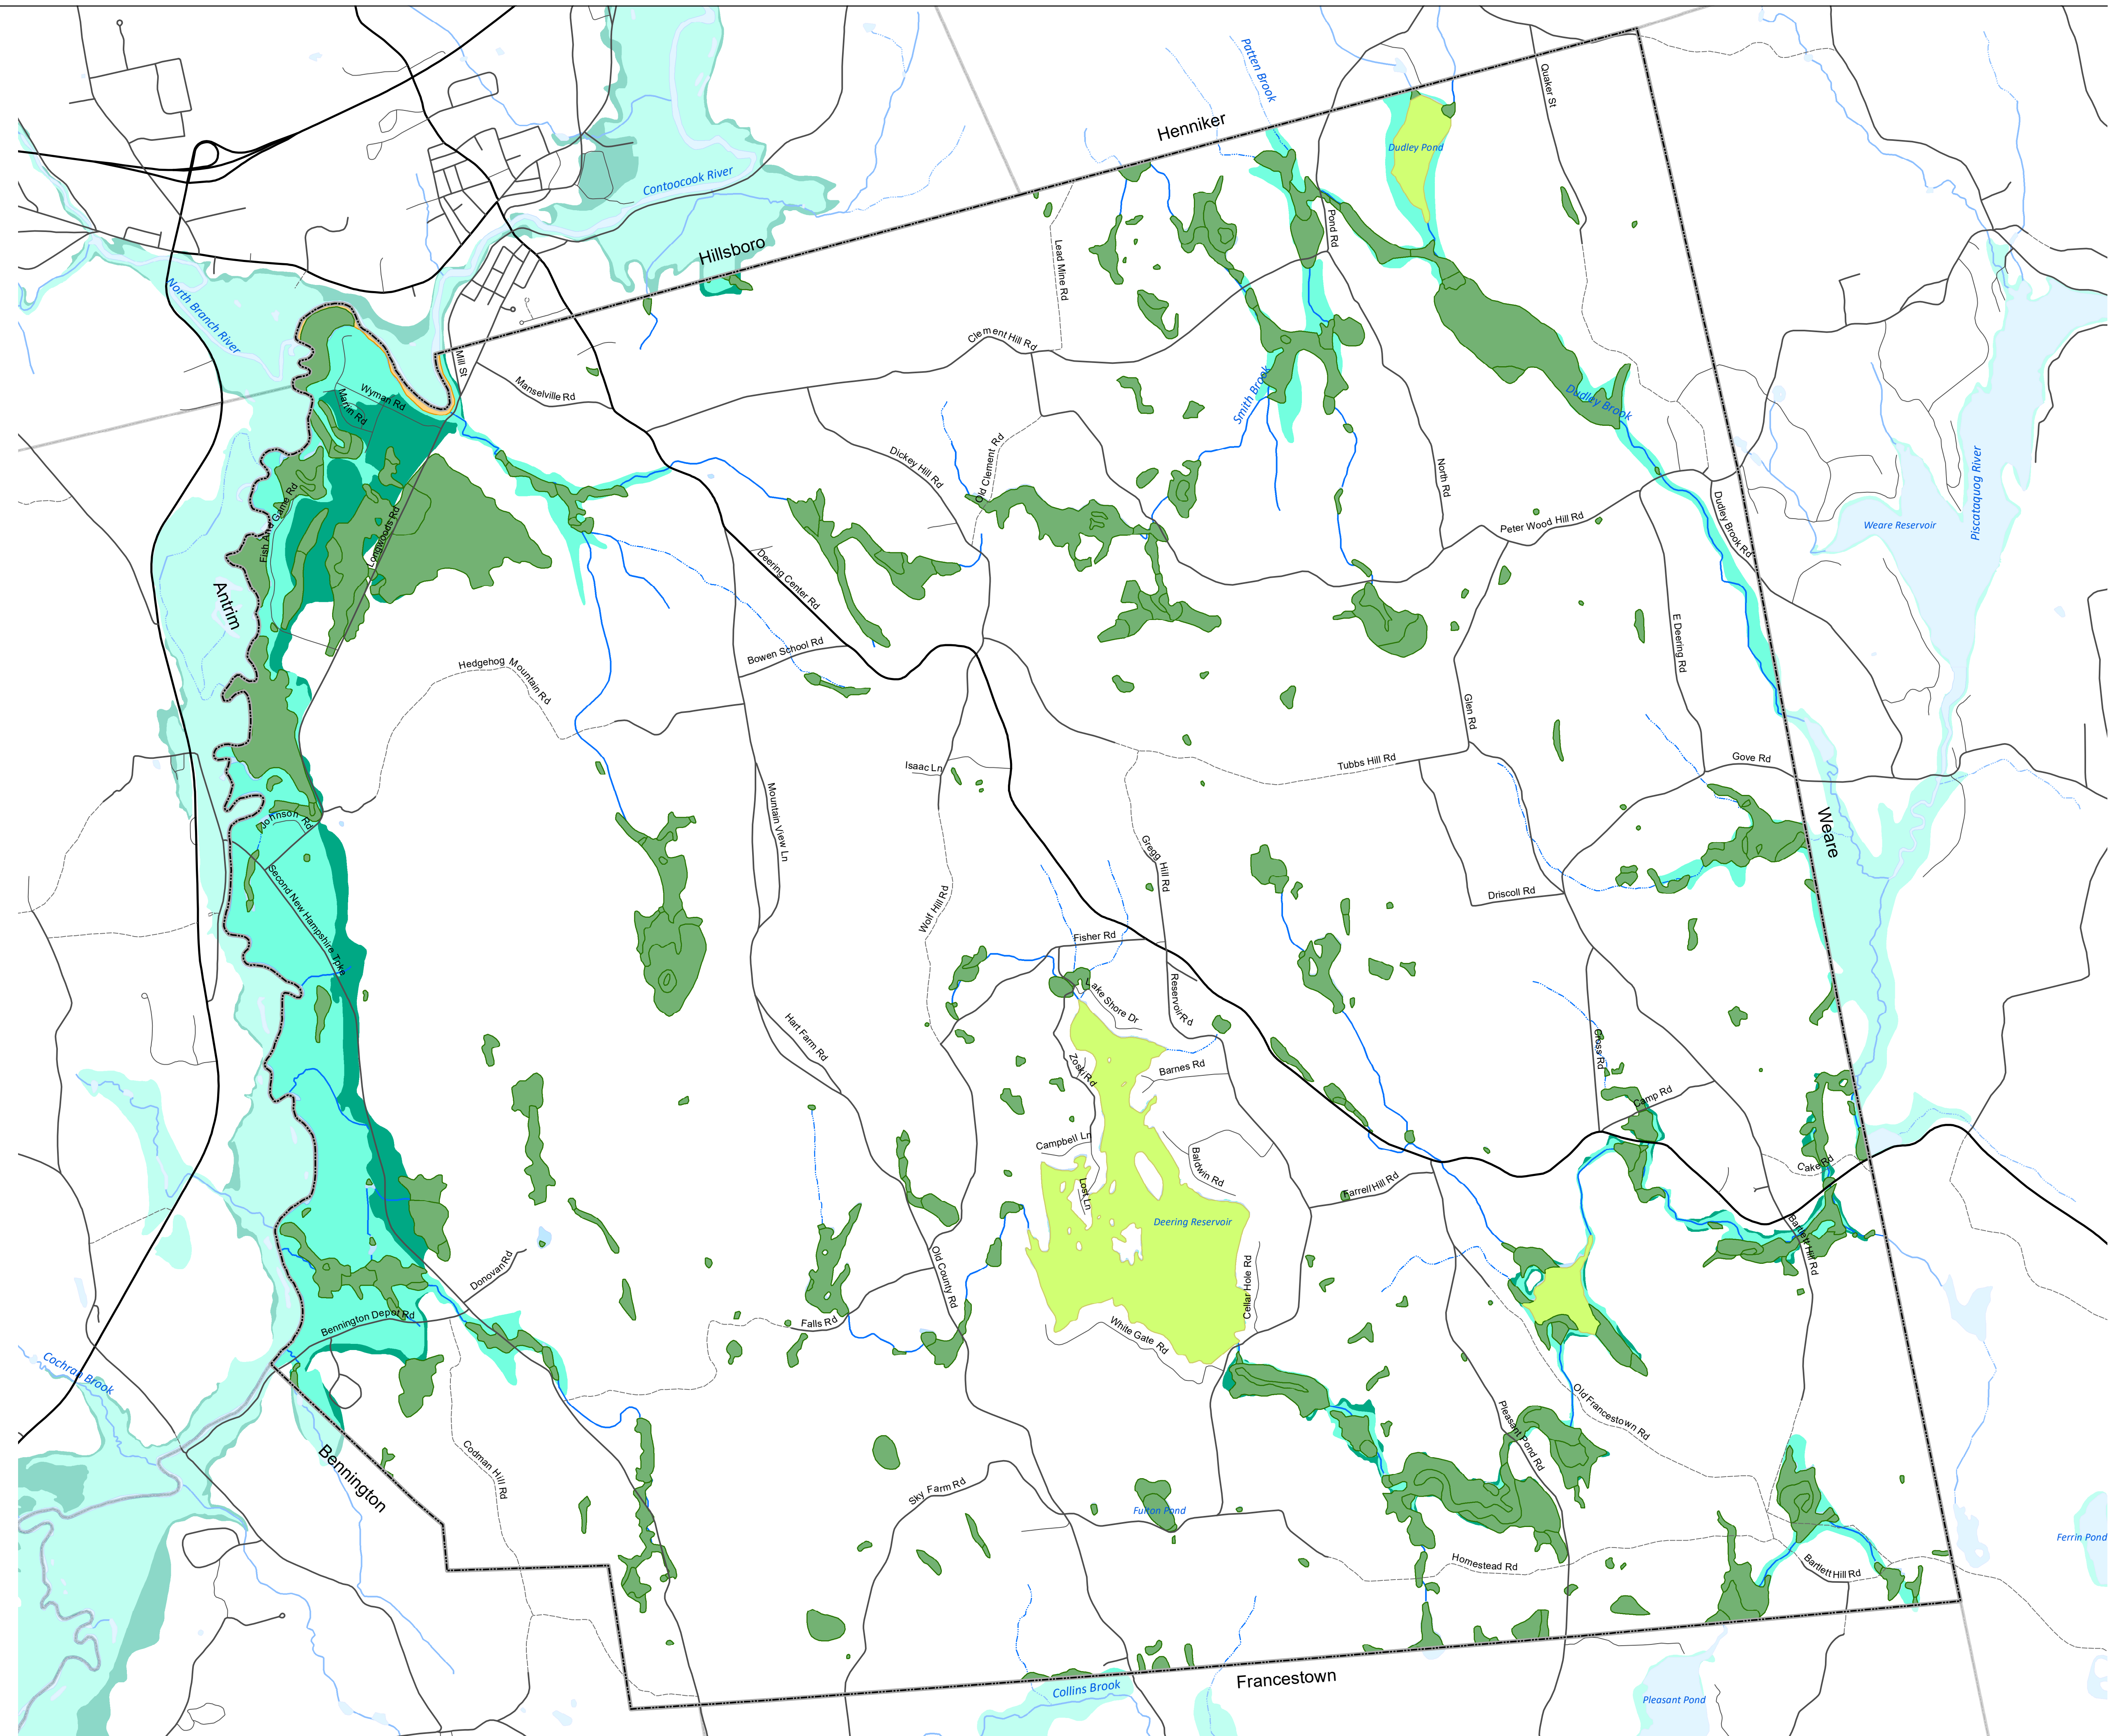 Patten Brook
Quaker St
Henniker
Dudley Pond
Contoocook River
Pond Rd
Hillsboro
Lead Mine Rd
North Branch River
Clement Hill Rd
Mill St
Manselville Rd
Wyman Rd
Martin Rd
Smith Brook
Dudley Brook
Dickey Hill Rd
Old Clement Rd
North Rd
Piscataquog River
Fish And Game Rd
Longwoods Rd
Peter Wood Hill Rd
Dudley Brook Rd
Weare Reservoir
Antrim
Deering Center Rd
Bowen School Rd
E Deering Rd
Hedgehog Mountain Rd
Glen Rd
Isaac Ln
Tubbs Hill Rd
Gove Rd
Mountain View Ln
Johnson Rd
Weare
Gregg Hill Rd
Second New Hampshire Tpke
Wolf Hill Rd
Driscoll Rd
Fisher Rd
Lake Shore Dr
Reservoir Rd
Hart Farm Rd
Zoski Rd
Barnes Rd
Cross Rd
Camp Rd
Campbell Ln
Baldwin Rd
Cake Rd
Lost Ln
Farrell Hill Rd
Deering Reservoir
Bartlett Hill Rd
Donovan Rd
Old County Rd
Cellar Hole Rd
Bennington Depot Rd
Falls Rd
White Gate Rd
Cochran Brook
Old Francestown Rd
Pleasant Pond Rd
Codman Hill Rd
Bennington
Sky Farm Rd
Fulton Pond
Ferrin Pond
Homestead Rd
Bartlett Hill Rd
Francestown
Collins Brook
Pleasant Pond